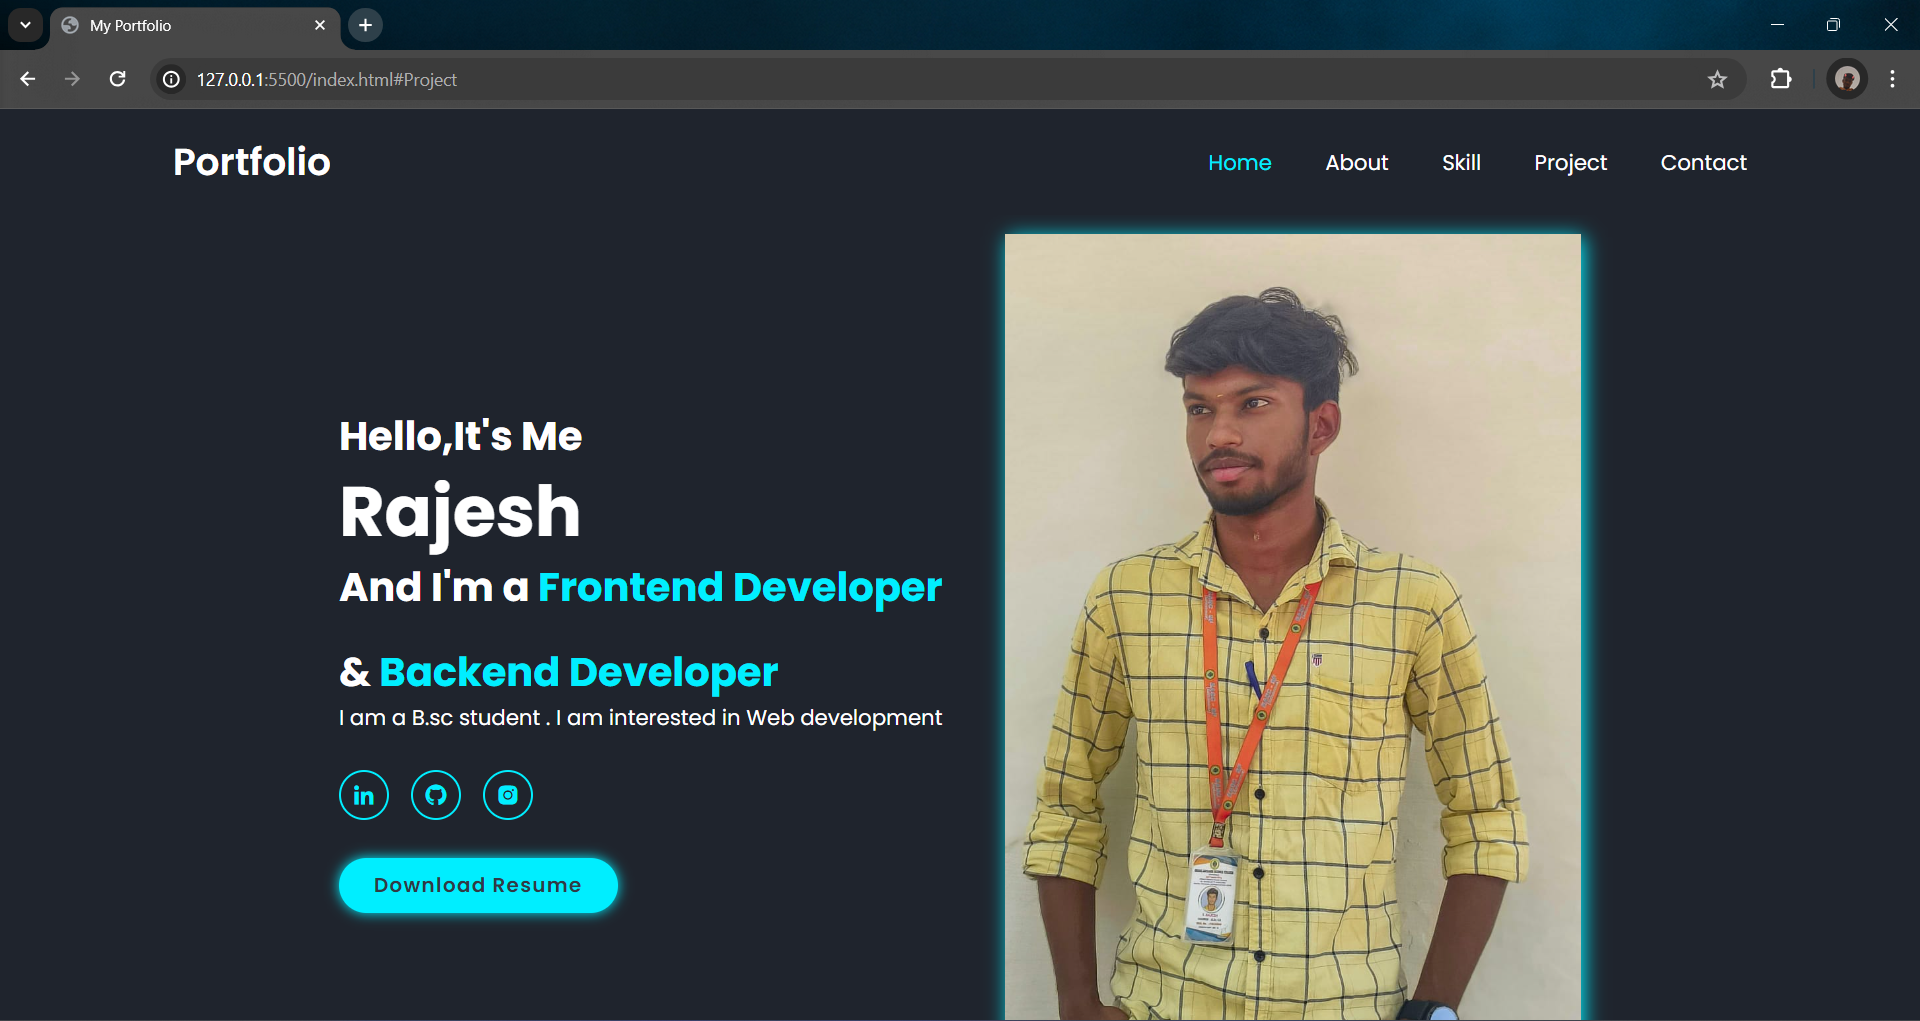 My Portfolio
127.0.0.1:5500/index.html#Project
Portfolio
Home About Skill Project Contact
Hello,It's Me
Rajesh
And I'm a Frontend Developer
& Backend Developer
I am a B.sc student . I am interested in Web development
in
Download Resume